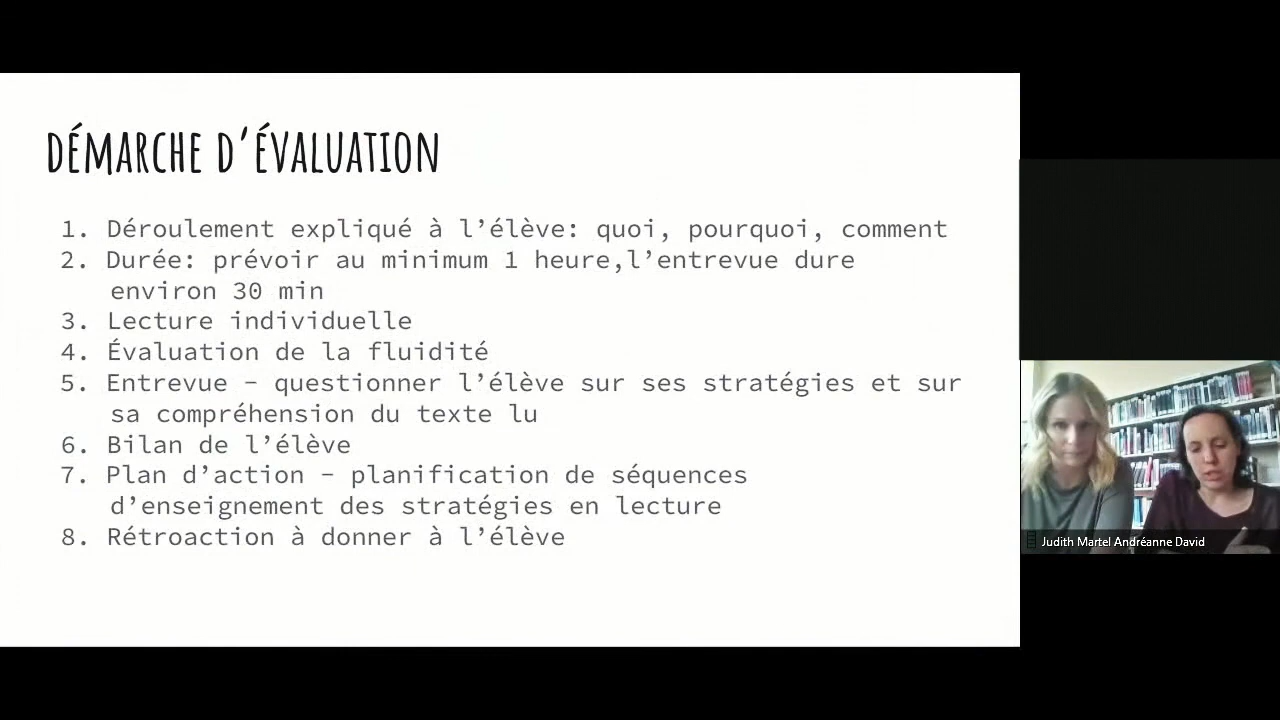 DÉMARCHE D'ÉVALUATION
1. Déroulement expliqué à l'élève: quoi, pourquoi, comment
2. Durée: prévoir au minimum 1 heure,l'entrevue dure
environ 30 min
3. Lecture individuelle
4. Évaluation de la fluidité
5. Entrevue - questionner l'élève sur ses stratégies et sur
sa compréhension du texte lu
6. Bilan de l'élève
7. Plan d'action - planification de séquences
d'enseignement des stratégies en lecture
8. Rétroaction à donner à l'élève
Judith Martel Andréanne David